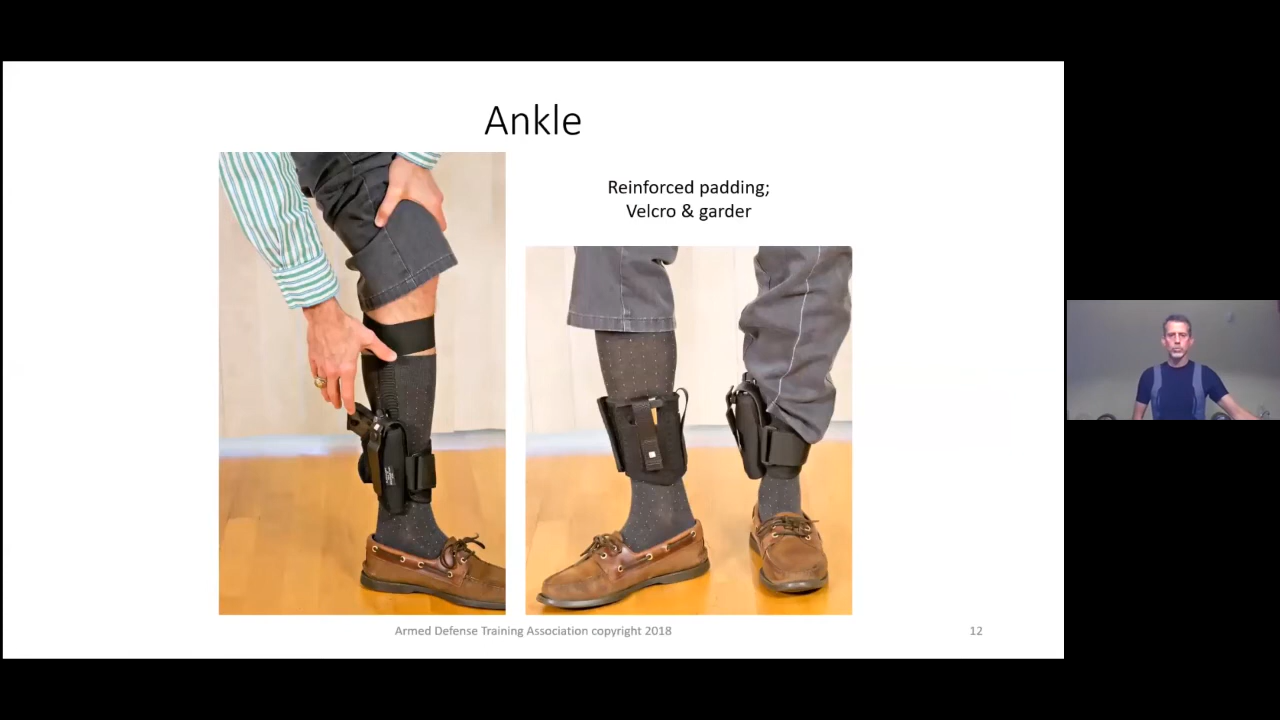 Ankle
Reinforced padding;
Velcro & garder
Armed Defense Training Association copyright 2018
12